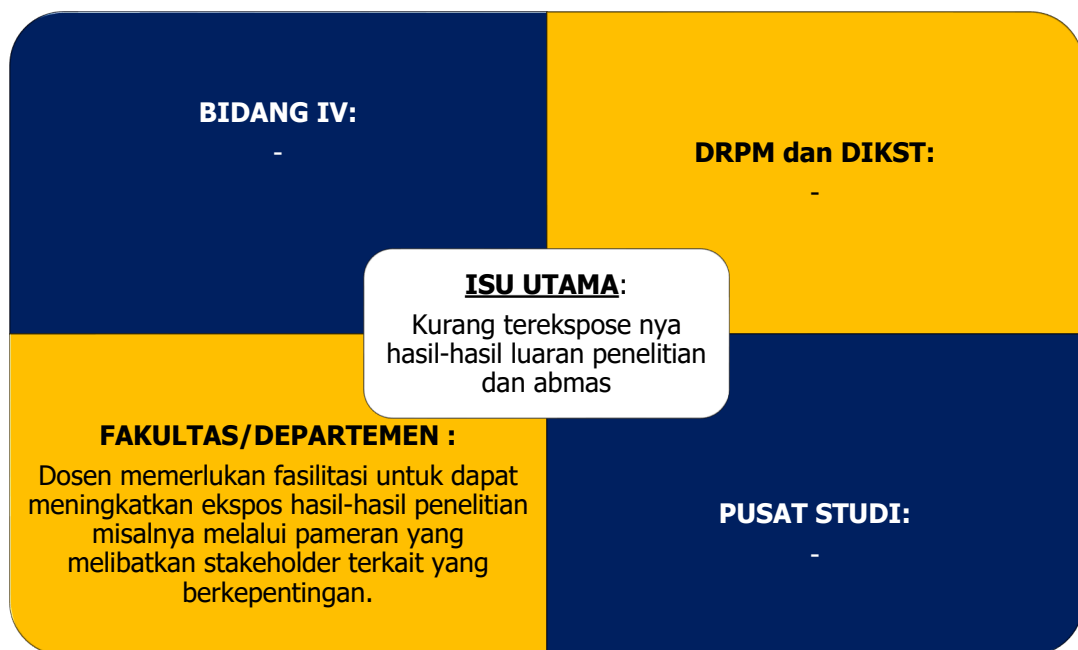 BIDANG IV:
-
DRPM dan DIKST:
-
ISU UTAMA:
Kurang terekspose nya
hasil-hasil luaran penelitian
dan abmas
FAKULTAS/DEPARTEMEN :
Dosen memerlukan fasilitasi untuk dapat
meningkatkan ekspos hasil-hasil penelitian
misalnya melalui pameran yang
melibatkan stakeholder terkait yang
berkepentingan.
PUSAT STUDI:
-